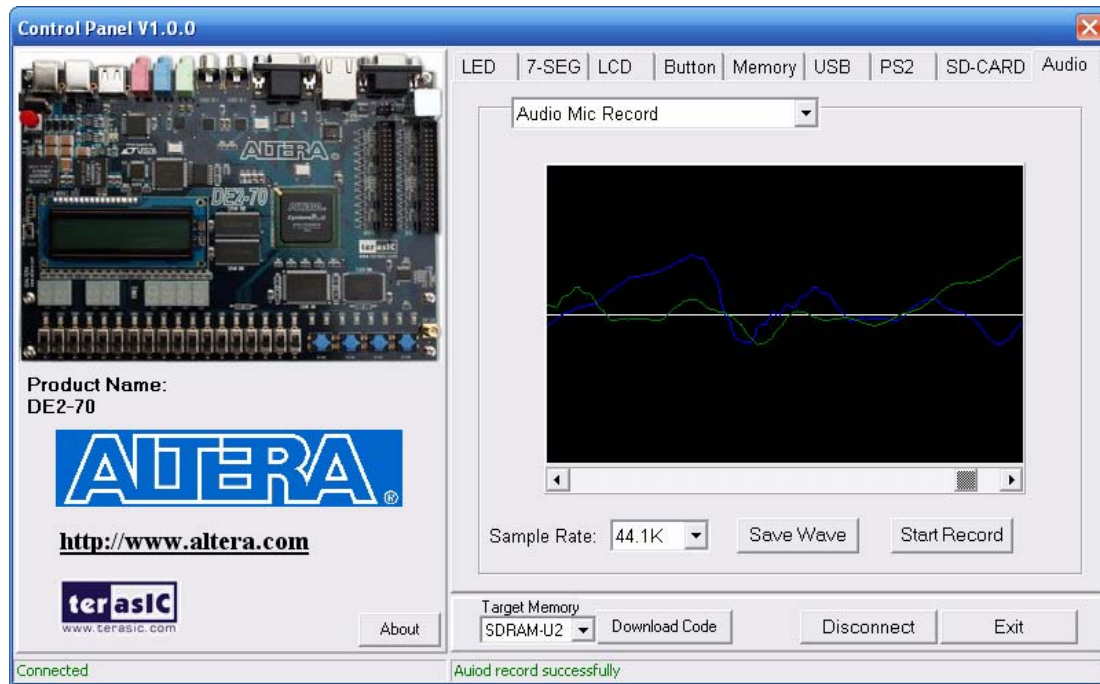 Control Panel V1.0.0
ALTERA
DE2-70
ALTERA
terasIC
Product Name:
DE2-70
ALTERA®
http://www.altera.com
terasIC
www.terasic.com
About
LED 7-SEG LCD Button Memory USB PS2 SD-CARD Audio
Audio Mic Record
Sample Rate: 44.1K Save Wave Start Record
Target Memory
SDRAM-U2 Download Code Disconnect Exit
Connected
Auiod record successfully